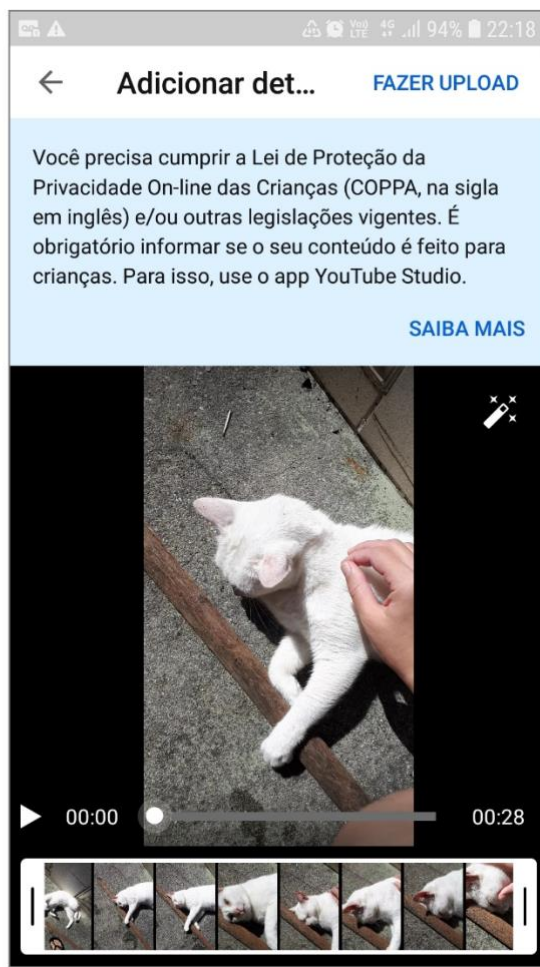 VoLTE 4G 94% 22:18
Adicionar det... FAZER UPLOAD
Você precisa cumprir a Lei de Proteção da
Privacidade On-line das Crianças (COPPA, na sigla
em inglês) e/ou outras legislações vigentes. É
obrigatório informar se o seu conteúdo é feito para
crianças. Para isso, use o app YouTube Studio.
SAIBA MAIS
00:00 00:28